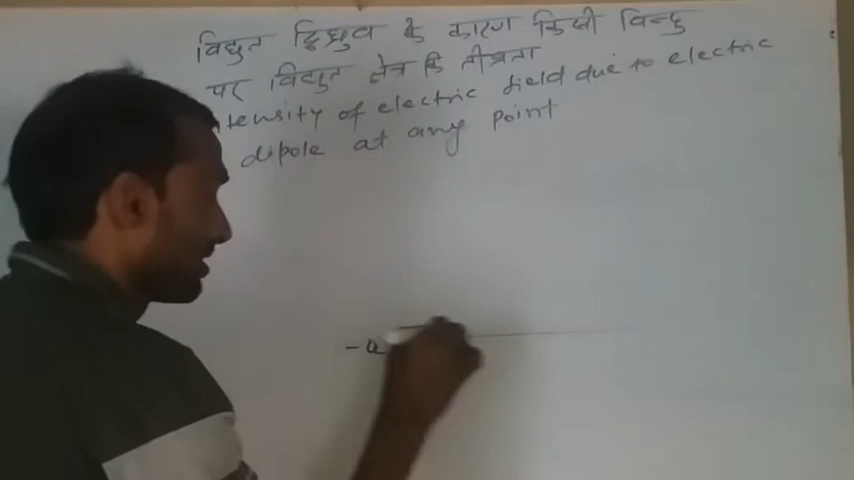 विद्युत द्विध्रुव के कारण किसी बिन्दु
पर विद्युत क्षेत्र कि तीव्रता
tensity of electric field due to electric
dipole at any point
- Q